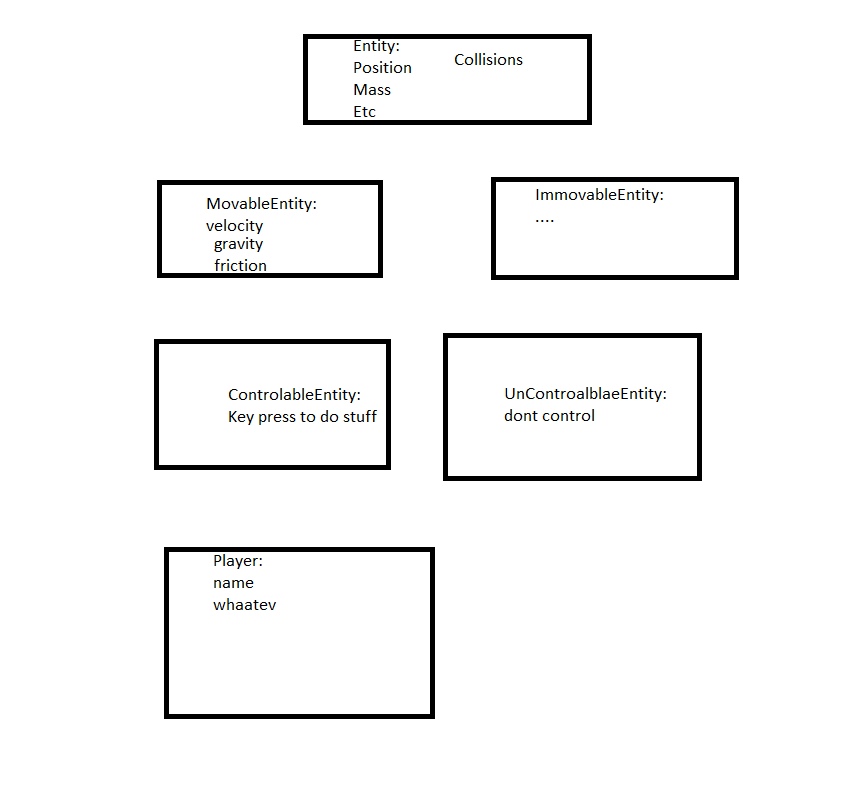 Entity:
Position
Mass
Etc
Collisions
MovableEntity:
velocity
gravity
friction
ImmovableEntity:
....
ControlableEntity:
Key press to do stuff
UnControalblaeEntity:
dont control
Player:
name
whaatev